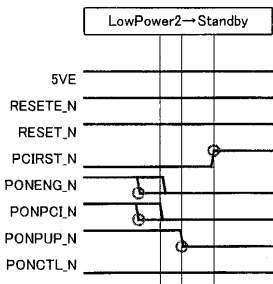 LowPower2→Standby
5VE
RESETE_N
RESET_N
PCIRST_N
PONENG_N
PONPCI_N
PONPUP_N
PONCTL_N